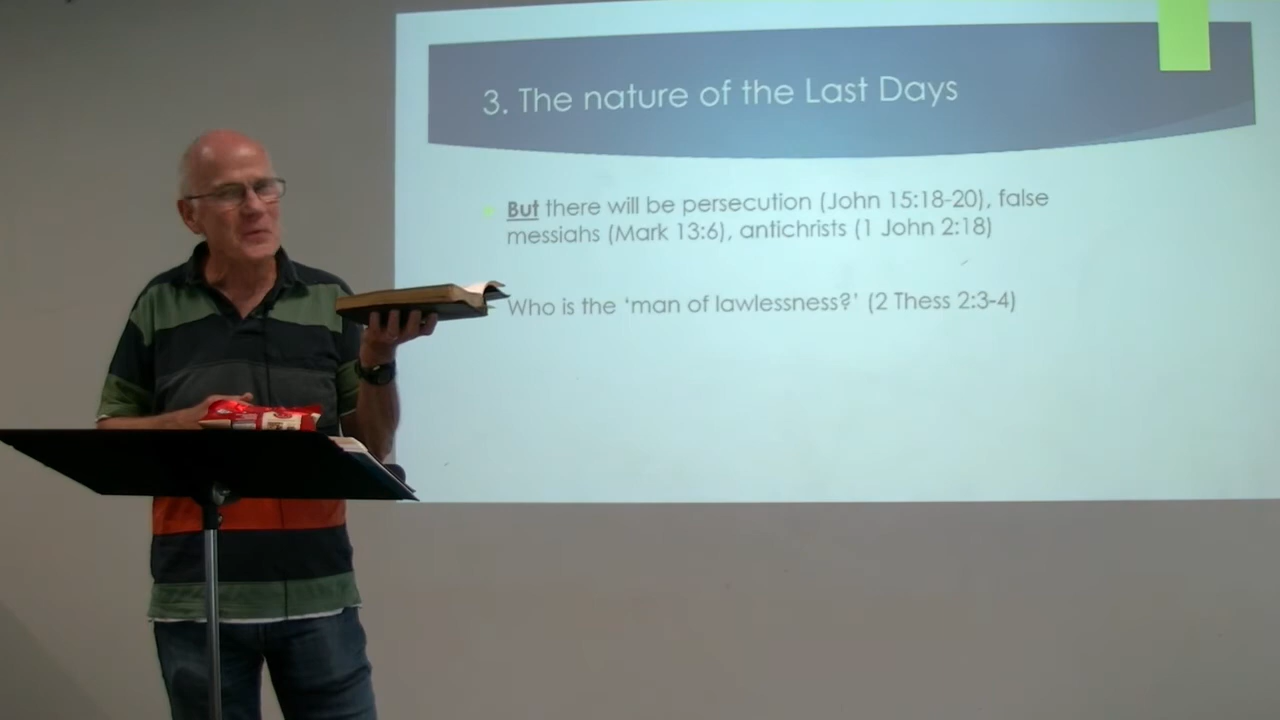 3. The nature of the Last Days
But there will be persecution (John 15:18-20), false
messiahs (Mark 13:6), antichrists (1 John 2:18)
Who is the ‘man of lawlessness?’ (2 Thess 2:3-4)